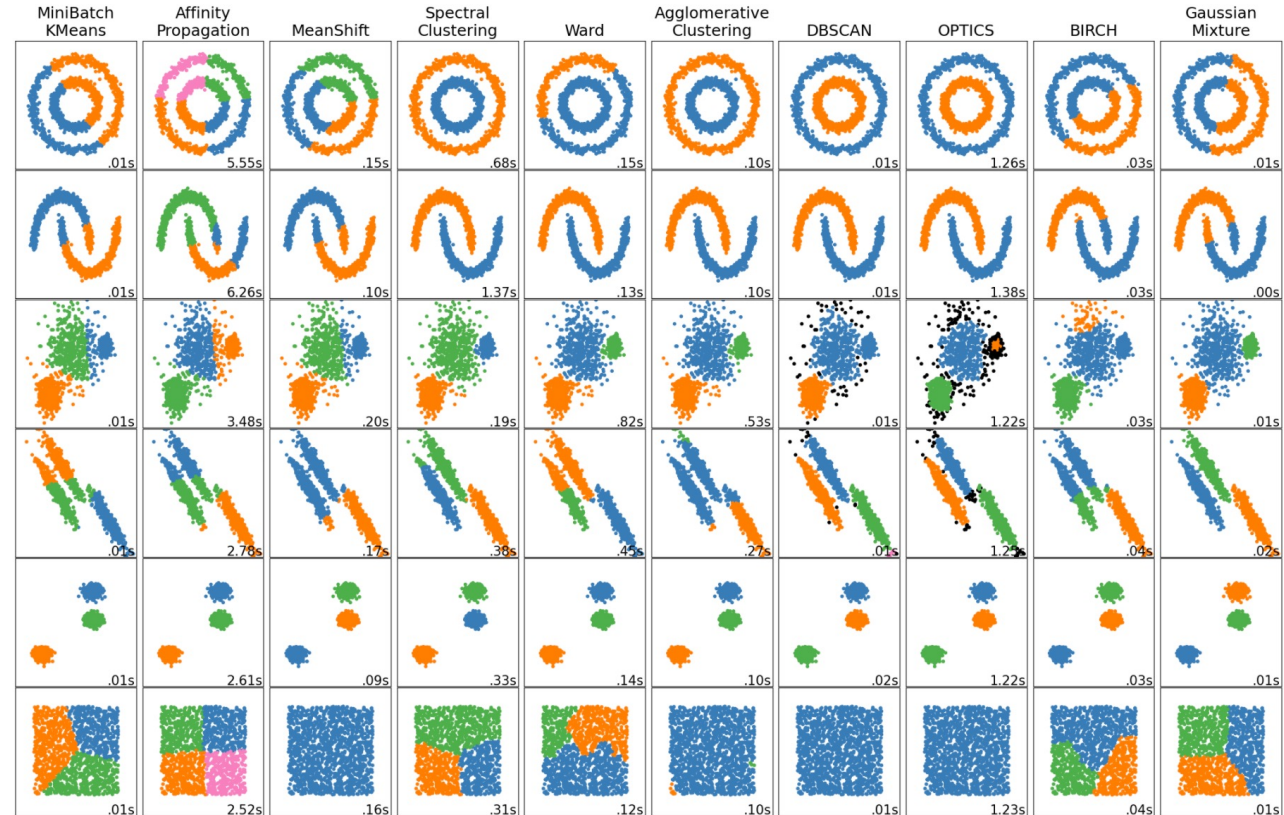 MiniBatch
KMeans
Affinity
Propagation
MeanShift
Spectral
Clustering
Ward
Agglomerative
Clustering
DBSCAN
OPTICS
BIRCH
Gaussian
Mixture
.01s 5.55s .15s .68s .15s .10s .01s 1.26s .03s .01s
.01s 6.26s .10s 1.37s .13s .10s .01s 1.38s .03s .00s
.01s 3.48s .20s .19s .82s .53s .01s 1.22s .03s .01s
.01s 2.78s .17s .38s .45s .27s .01s 1.23s .04s .02s
.01s 2.61s .09s .33s .14s .10s .02s 1.22s .03s .01s
.01s 2.52s .16s .31s .12s .10s .01s 1.23s .04s .01s